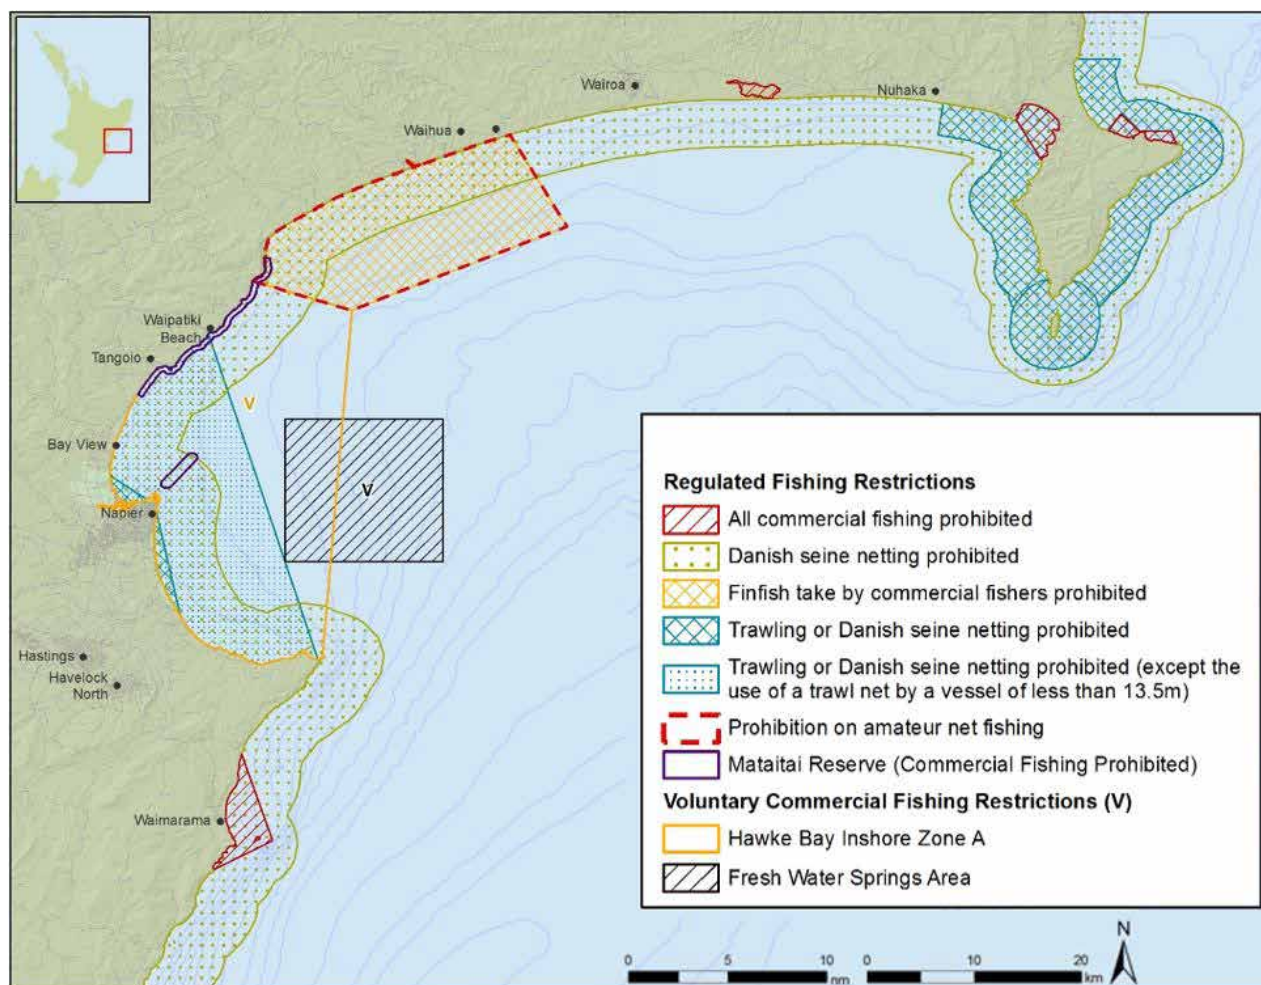 Wairoa
Nuhaka
Waihua
Waipatiki
Beach
Tangoio
V
Bay View
V
Napier
Hastings
Havelock
North
Waimarama
Regulated Fishing Restrictions
All commercial fishing prohibited
Danish seine netting prohibited
Finfish take by commercial fishers prohibited
Trawling or Danish seine netting prohibited
Trawling or Danish seine netting prohibited (except the
use of a trawl net by a vessel of less than 13.5m)
Prohibition on amateur net fishing
Mataitai Reserve (Commercial Fishing Prohibited)
Voluntary Commercial Fishing Restrictions (V)
Hawke Bay Inshore Zone A
Fresh Water Springs Area
N
0 5 10
nm
0 10 20
km